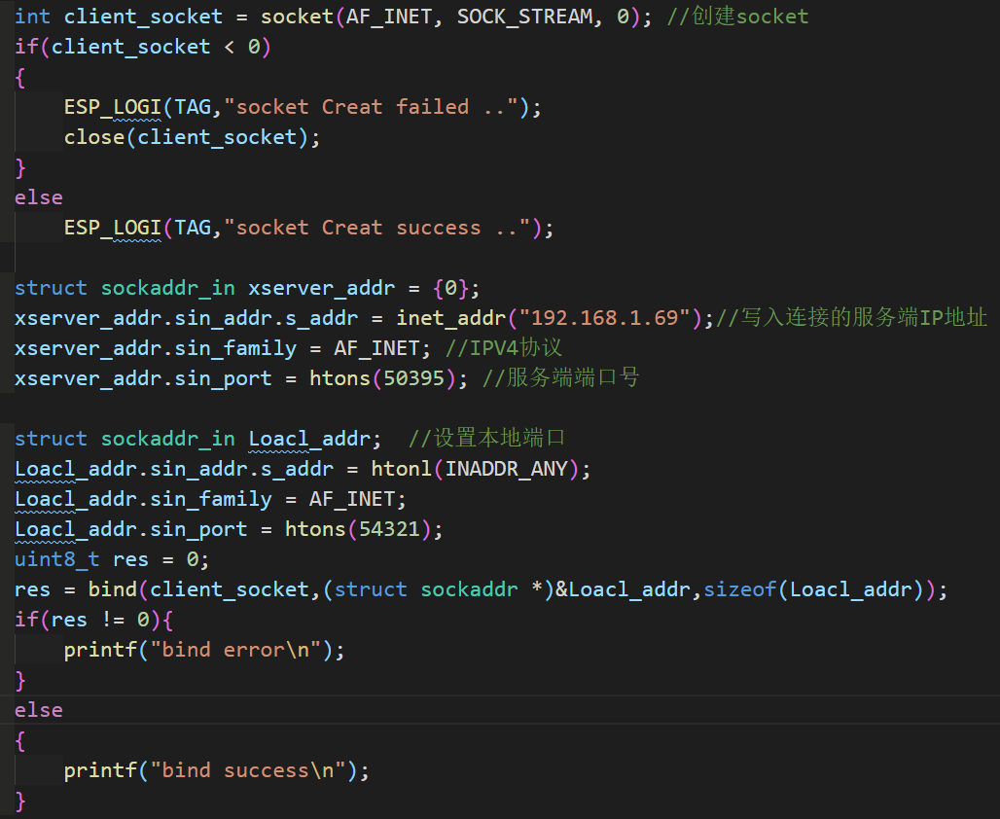 int client_socket = socket(AF_INET, SOCK_STREAM, 0); //创建socket
if(client_socket < 0)
{
ESP_LOGI(TAG,"socket Creat failed ..");
close(client_socket);
}
else
ESP_LOGI(TAG,"socket Creat success ..");
struct sockaddr_in xserver_addr = {0};
xserver_addr.sin_addr.s_addr = inet_addr("192.168.1.69");//写入连接的服务端IP地址
xserver_addr.sin_family = AF_INET; //IPV4协议
xserver_addr.sin_port = htons(50395); //服务端端口号
struct sockaddr_in Loacl_addr;  //设置本地端口
Loacl_addr.sin_addr.s_addr = htonl(INADDR_ANY);
Loacl_addr.sin_family = AF_INET;
Loacl_addr.sin_port = htons(54321);
uint8_t res = 0;
res = bind(client_socket,(struct sockaddr *)&Loacl_addr,sizeof(Loacl_addr));
if(res != 0){
printf("bind error\n");
}
else
{
printf("bind success\n");
}